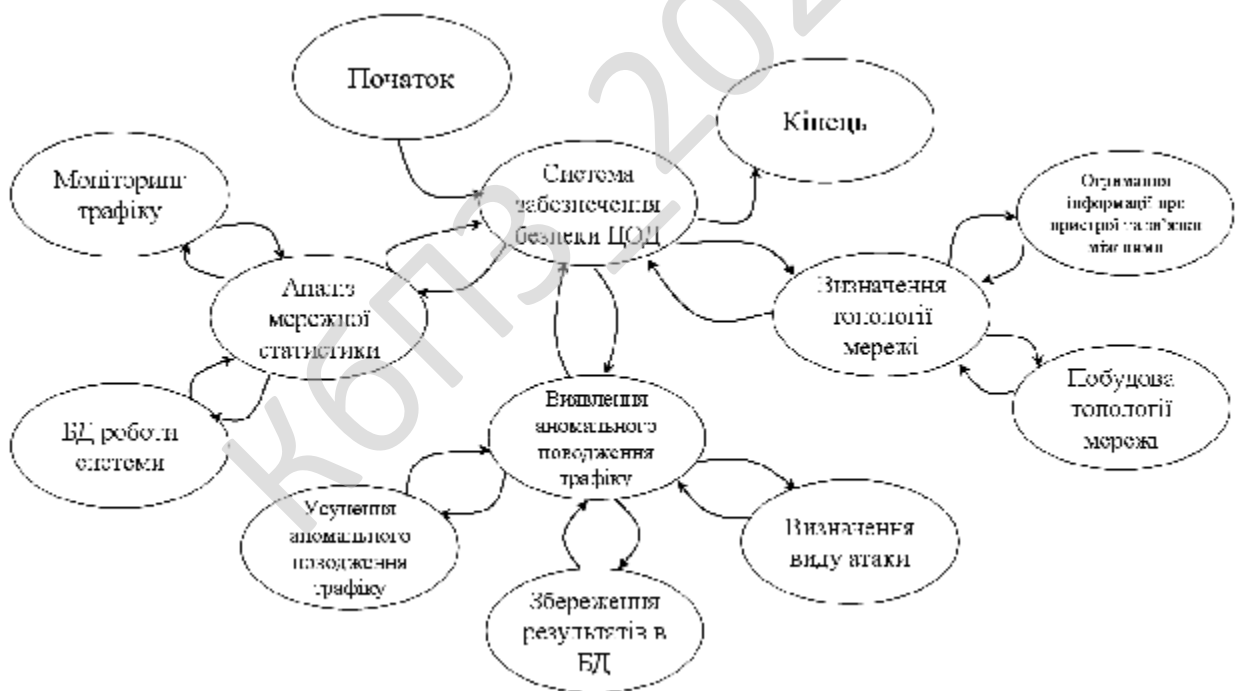 Початок
Кінець
Моніторинг
трафіку
Система
забезпечення
безпеки ЦОД
Отримання
інформації про
пристрої та зв'язки
між ними
Аналіз
мережної
статистики
Визначення
топології
мережі
БД роботи
системи
Виявлення
аномального
поводження
трафіку
Побудова
топології
мережі
Усунення
аномального
поводження
трафіку
Визначення
виду атаки
Збереження
результатів в
БД